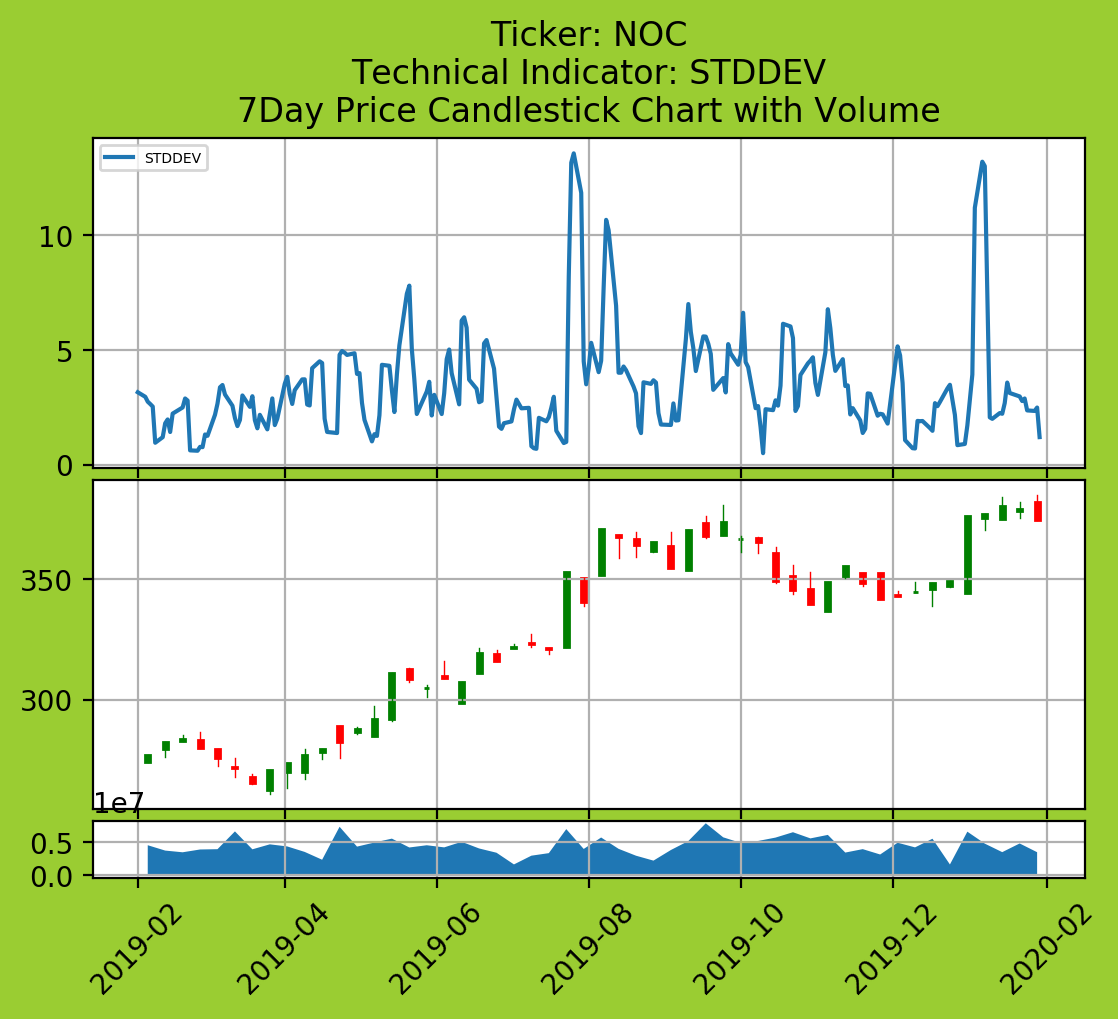 Ticker: NOC
Technical Indicator: STDDEV
7Day Price Candlestick Chart with Volume
STDDEV
10
5
0
350
300
1e7
0.5
0.0
2019-02
2019-04
2019-06
2019-08
2019-10
2019-12
2020-02